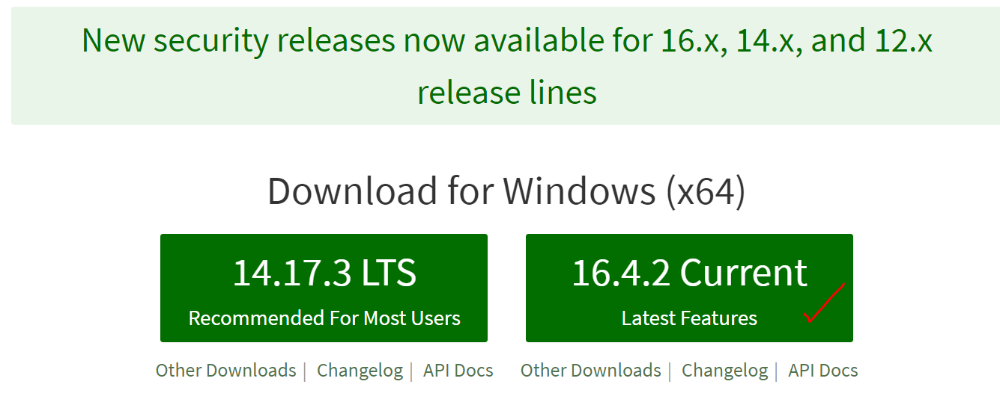 New security releases now available for 16.x, 14.x, and 12.x
release lines
Download for Windows (x64)
14.17.3 LTS
Recommended For Most Users
16.4.2 Current
Latest Features
Other Downloads | Changelog | API Docs
Other Downloads | Changelog | API Docs